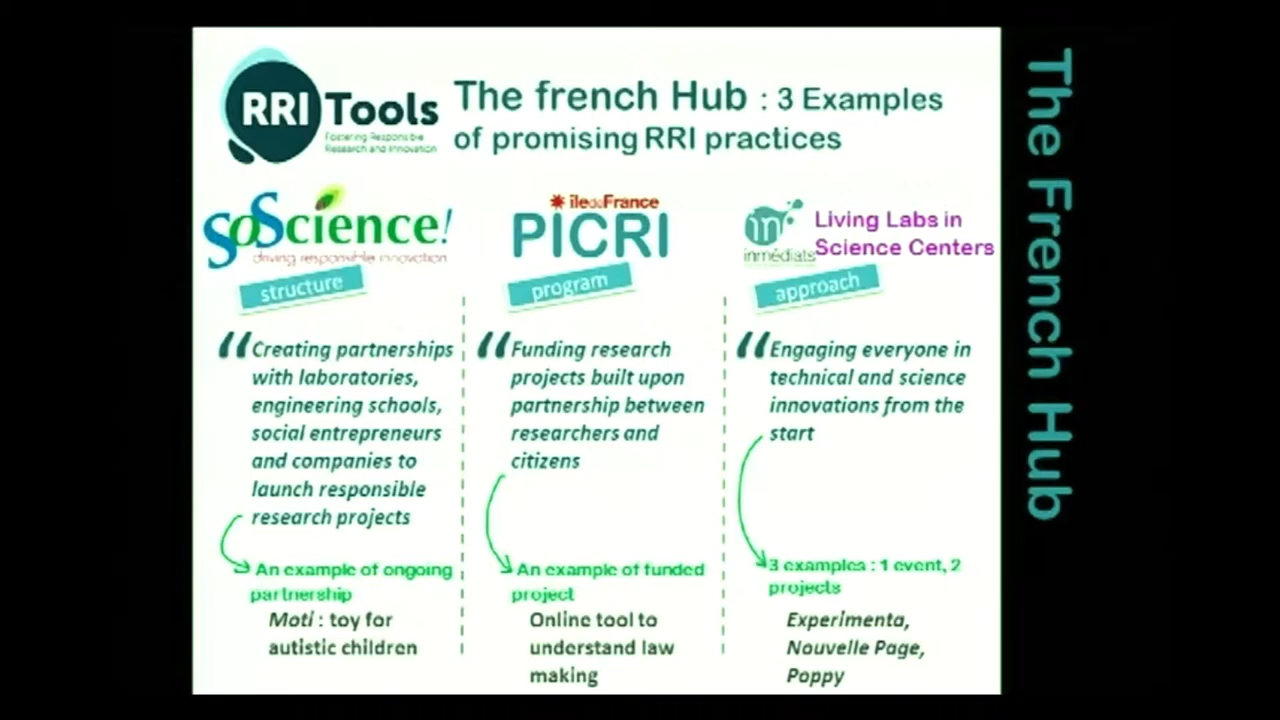 RRI Tools
Fostering Responsible
Research and Innovation
The french Hub : 3 Examples
of promising RRI practices
SoScience!
driving responsible innovation
structure
“Creating partnerships
with laboratories,
engineering schools,
social entrepreneurs
and companies to
launch responsible
research projects
An example of ongoing
partnership
Moti : toy for
autistic children
île de France
PICRI
program
“Funding research
projects built upon
partnership between
researchers and
citizens
An example of funded
project
Online tool to
understand law
making
in
inmédiats
Living Labs in
Science Centers
approach
“Engaging everyone in
technical and science
innovations from the
start
3 examples : 1 event, 2
projects
Experimenta,
Nouvelle Page,
Poppy
The French Hub